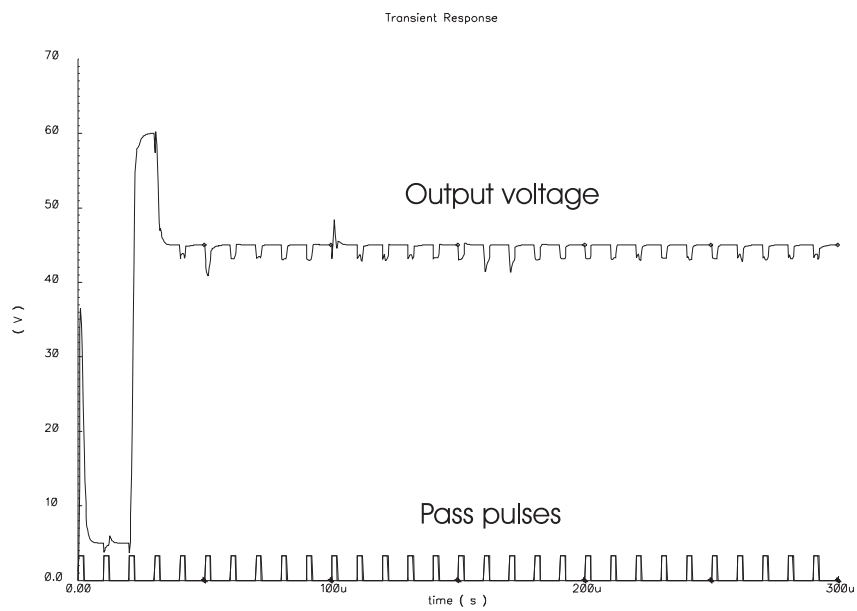 Transient Response
70
60
Output voltage
50
40
( V )
30
20
10
Pass pulses
0.0
0.00 100u 200u 300u
time ( s )